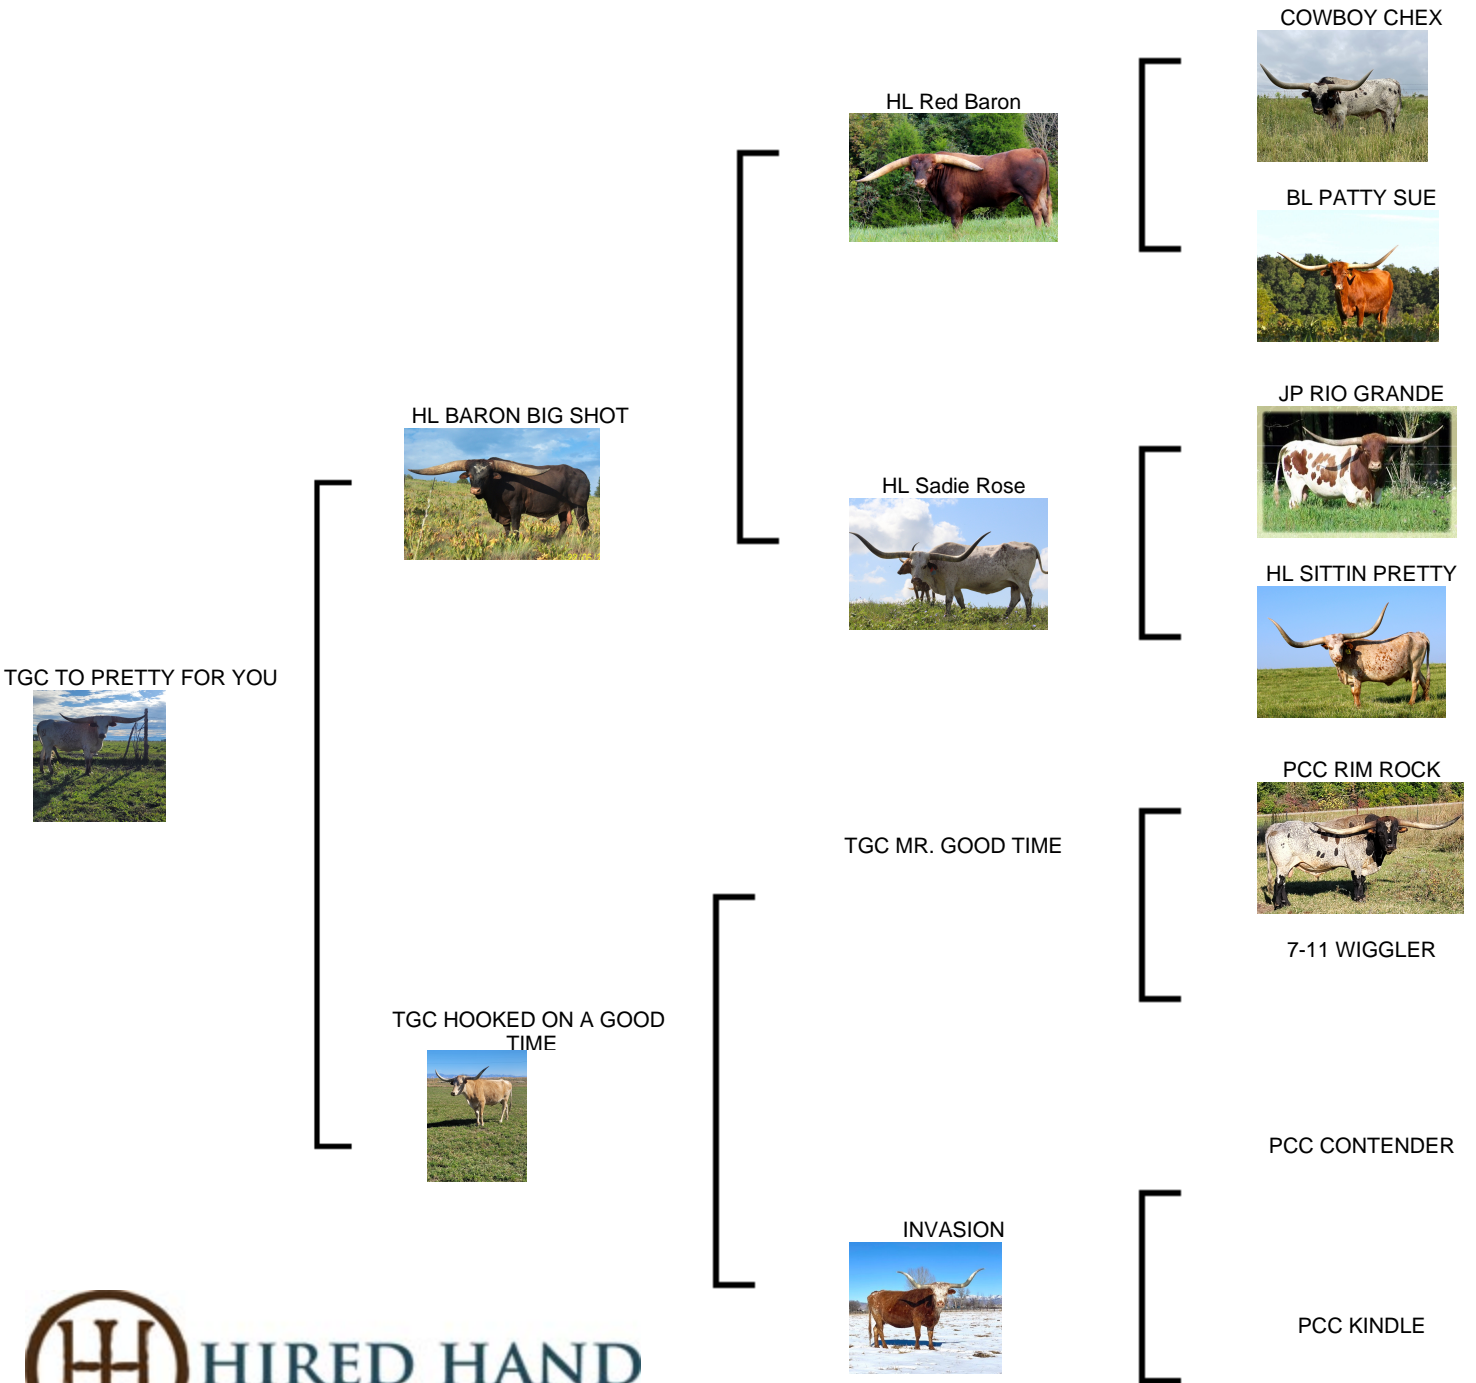 COWBOY CHEX
HL Red Baron
BL PATTY SUE
JP RIO GRANDE
HL BARON BIG SHOT
HL Sadie Rose
HL SITTIN PRETTY
TGC TO PRETTY FOR YOU
PCC RIM ROCK
TGC MR. GOOD TIME
7-11 WIGGLER
TGC HOOKED ON A GOOD
TIME
PCC CONTENDER
INVASION
PCC KINDLE
HIRED HAND